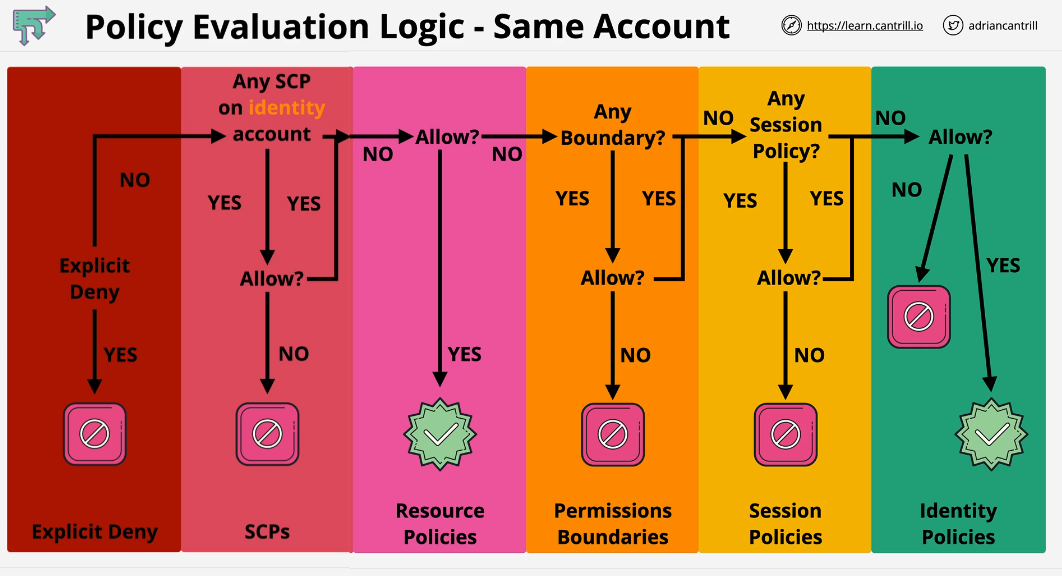 Policy Evaluation Logic - Same Account
https://learn.cantrill.io
adriancantrill
Explicit
Deny
NO
YES
Explicit Deny
Any SCP
on identity
account
YES
YES
Allow?
NO
SCPs
NO
Allow?
NO
YES
Resource
Policies
Any
Boundary?
YES
YES
Allow?
NO
Permissions
Boundaries
NO
Any
Session
Policy?
YES
YES
Allow?
NO
Session
Policies
NO
Allow?
NO
YES
Identity
Policies